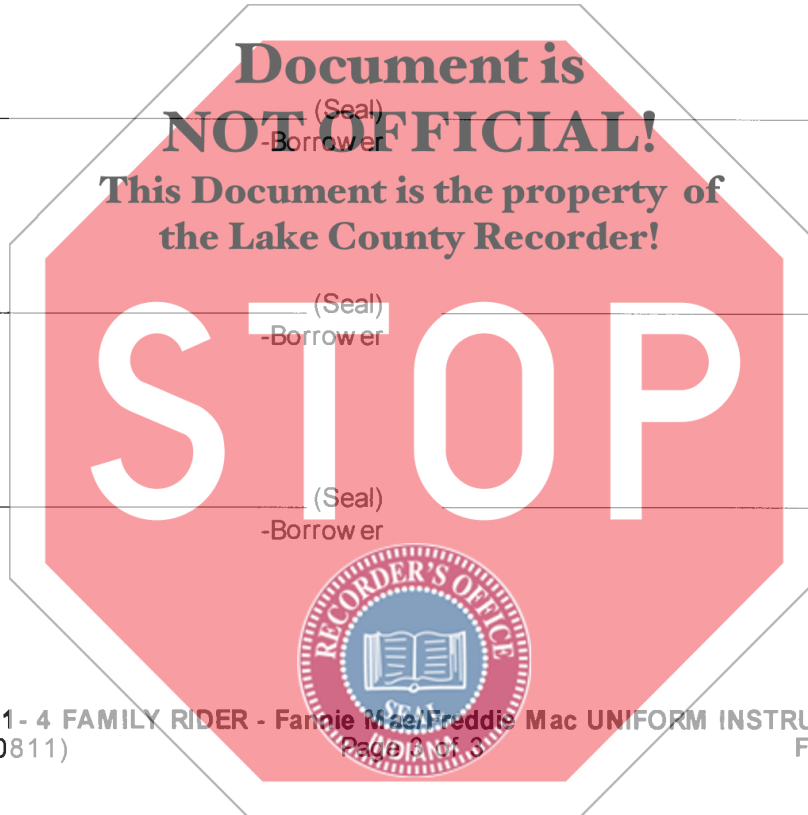 Document is
(Seal)
NOT OFFICIAL!
-Borrower
This Document is the property of
the Lake County Recorder!
(Seal)
-Borrower
STOP
(Seal)
-Borrower
RECORDER'S OFFICE
SEAL
INDIANA
1- 4 FAMILY RIDER - Fannie Mae/Freddie Mac UNIFORM INSTRU
0811)
Page 3 of 3
F